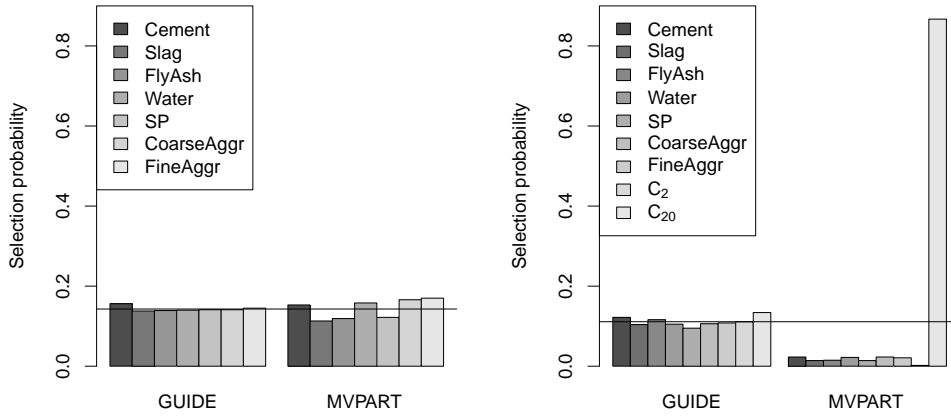 Selection probability
0.0
0.2
0.4
0.6
0.8
Cement
Slag
FlyAsh
Water
SP
CoarseAggr
FineAggr
GUIDE
MVPART
Selection probability
0.0
0.2
0.4
0.6
0.8
Cement
Slag
FlyAsh
Water
SP
CoarseAggr
FineAggr
C₂
C₂₀
GUIDE
MVPART